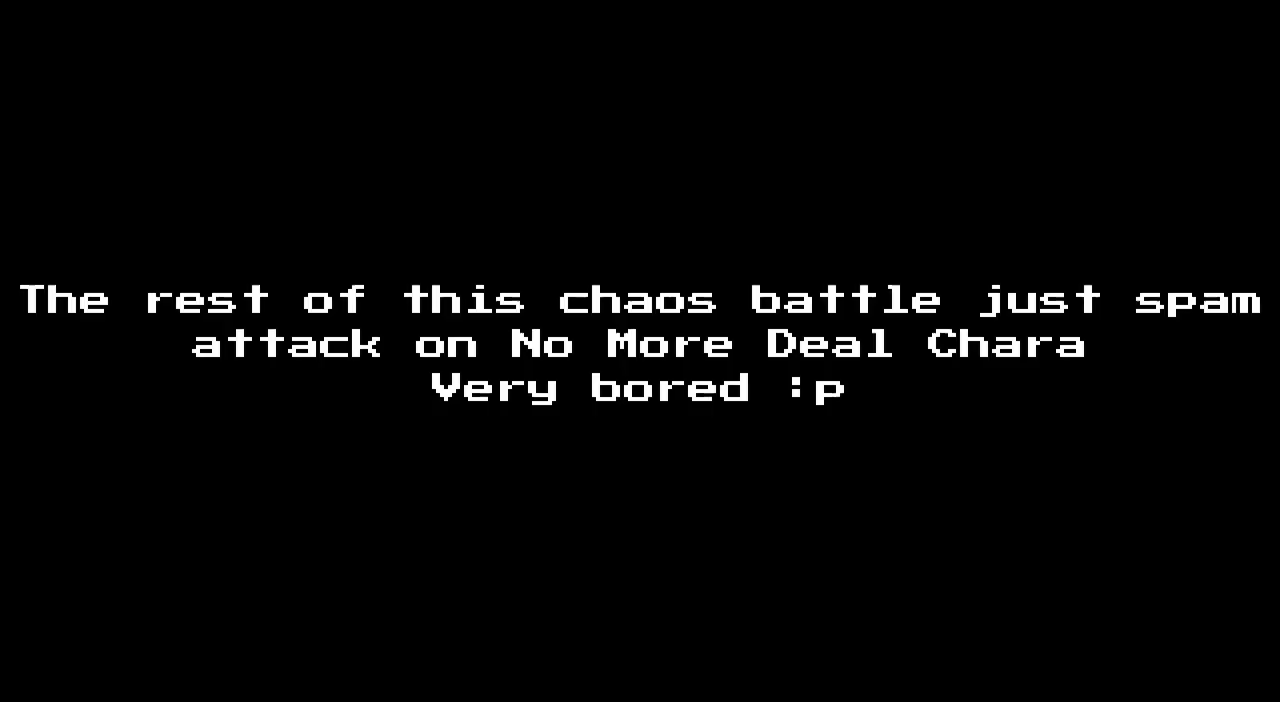 The rest of this chaos battle just spam
attack on No More Deal Chara
Very bored :p